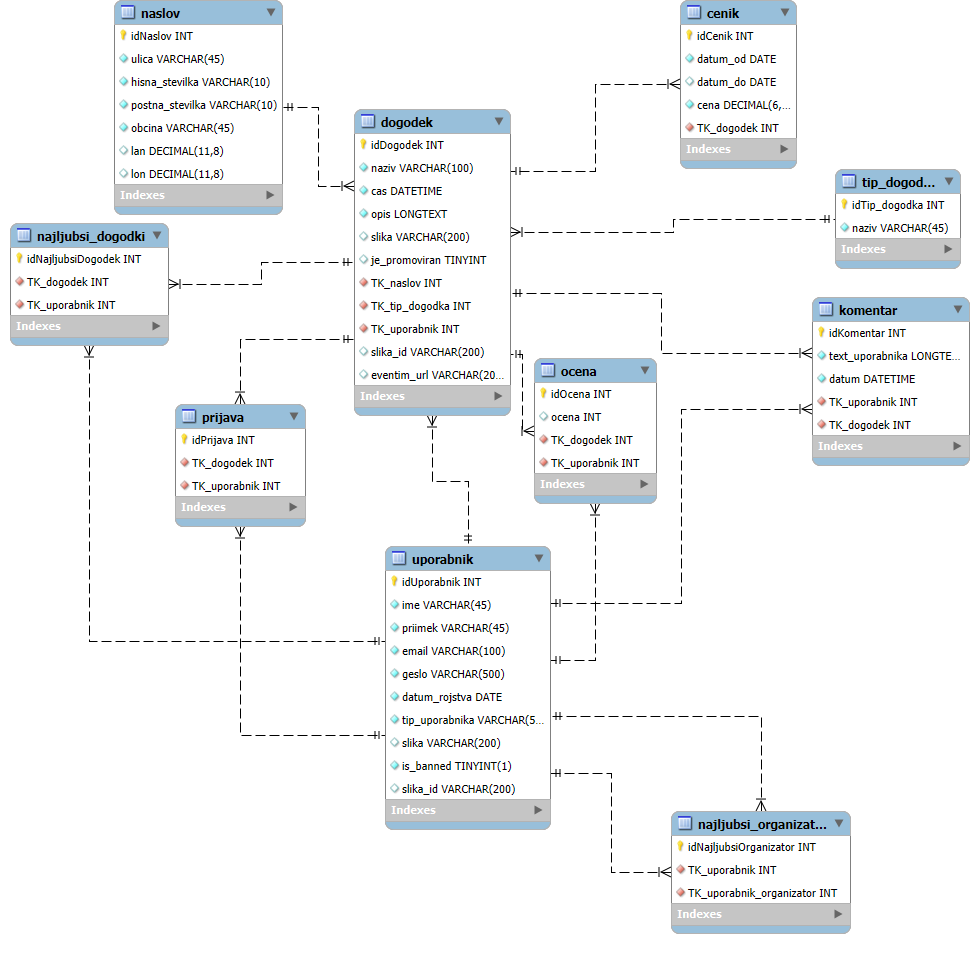 naslov
idNaslov INT
ulica VARCHAR(45)
hisna_stevilka VARCHAR(10)
postna_stevilka VARCHAR(10)
obcina VARCHAR(45)
lan DECIMAL(11,8)
lon DECIMAL(11,8)
Indexes
cenik
idCenik INT
datum_od DATE
datum_do DATE
cena DECIMAL(6,...
TK_dogodek INT
Indexes
dogodek
idDogodek INT
naziv VARCHAR(100)
cas DATETIME
opis LONGTEXT
slika VARCHAR(200)
je_promoviran TINYINT
TK_naslov INT
TK_tip_dogodka INT
TK_uporabnik INT
slika_id VARCHAR(200)
eventim_url VARCHAR(20...
Indexes
tip_dogod...
idTip_dogodka INT
naziv VARCHAR(45)
Indexes
najljubsi_dogodki
idNajljubsiDogodek INT
TK_dogodek INT
TK_uporabnik INT
Indexes
komentar
idKomentar INT
text_uporabnika LONGTE...
datum DATETIME
TK_uporabnik INT
TK_dogodek INT
Indexes
ocena
idOcena INT
ocena INT
TK_dogodek INT
TK_uporabnik INT
Indexes
prijava
idPrijava INT
TK_dogodek INT
TK_uporabnik INT
Indexes
uporabnik
idUporabnik INT
ime VARCHAR(45)
priimek VARCHAR(45)
email VARCHAR(100)
geslo VARCHAR(500)
datum_rojstva DATE
tip_uporabnika VARCHAR(5...
slika VARCHAR(200)
is_banned TINYINT(1)
slika_id VARCHAR(200)
Indexes
najljubsi_organizat...
idNajljubsiOrganizator INT
TK_uporabnik INT
TK_uporabnik_organizator INT
Indexes